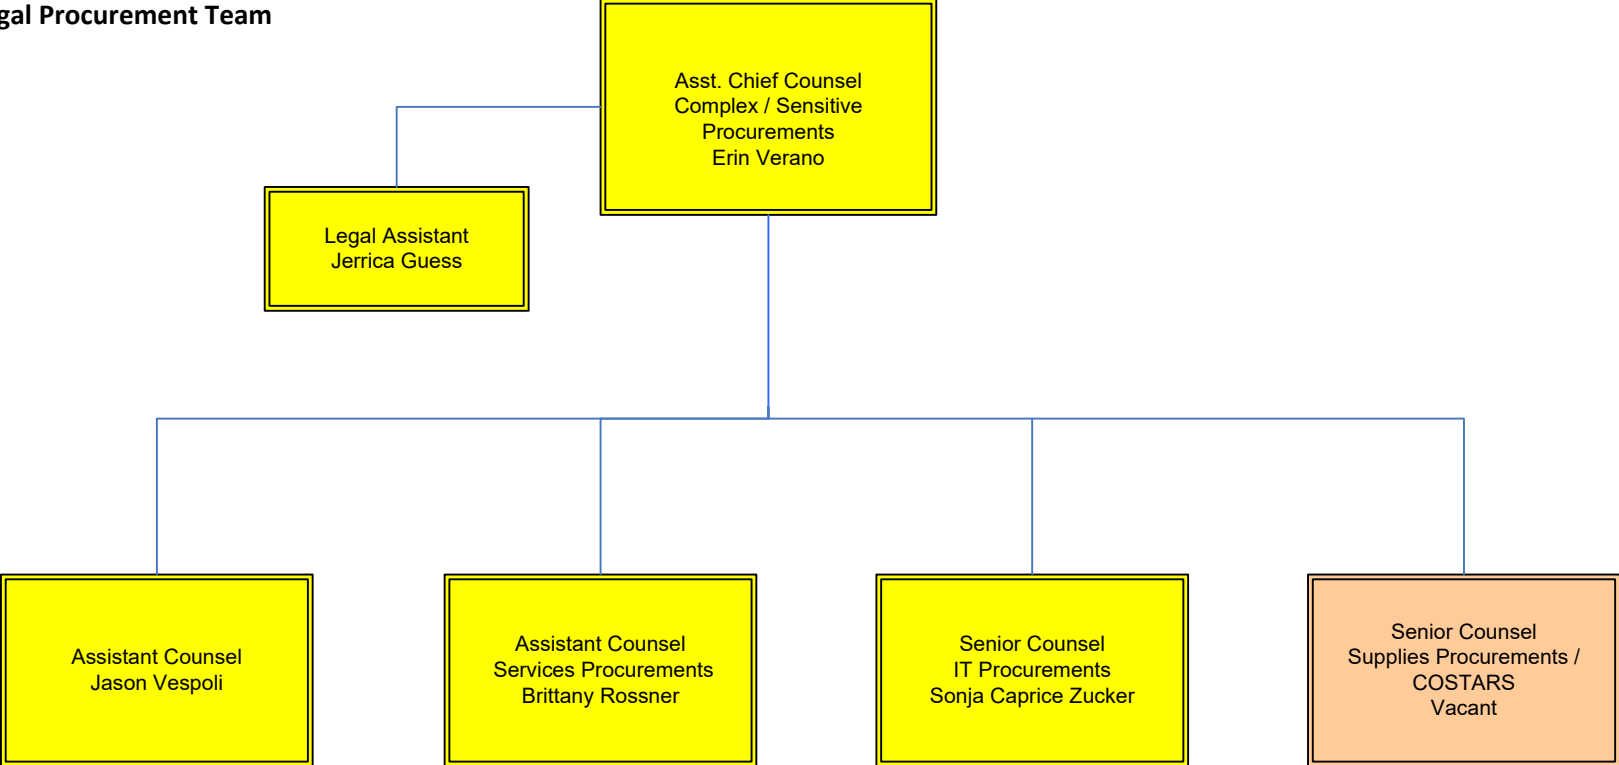 gal Procurement Team
Asst. Chief Counsel
Complex / Sensitive
Procurements
Erin Verano
Legal Assistant
Jerrica Guess
Assistant Counsel
Jason Vespoli
Assistant Counsel
Services Procurements
Brittany Rossner
Senior Counsel
IT Procurements
Sonja Caprice Zucker
Senior Counsel
Supplies Procurements /
COSTARS
Vacant